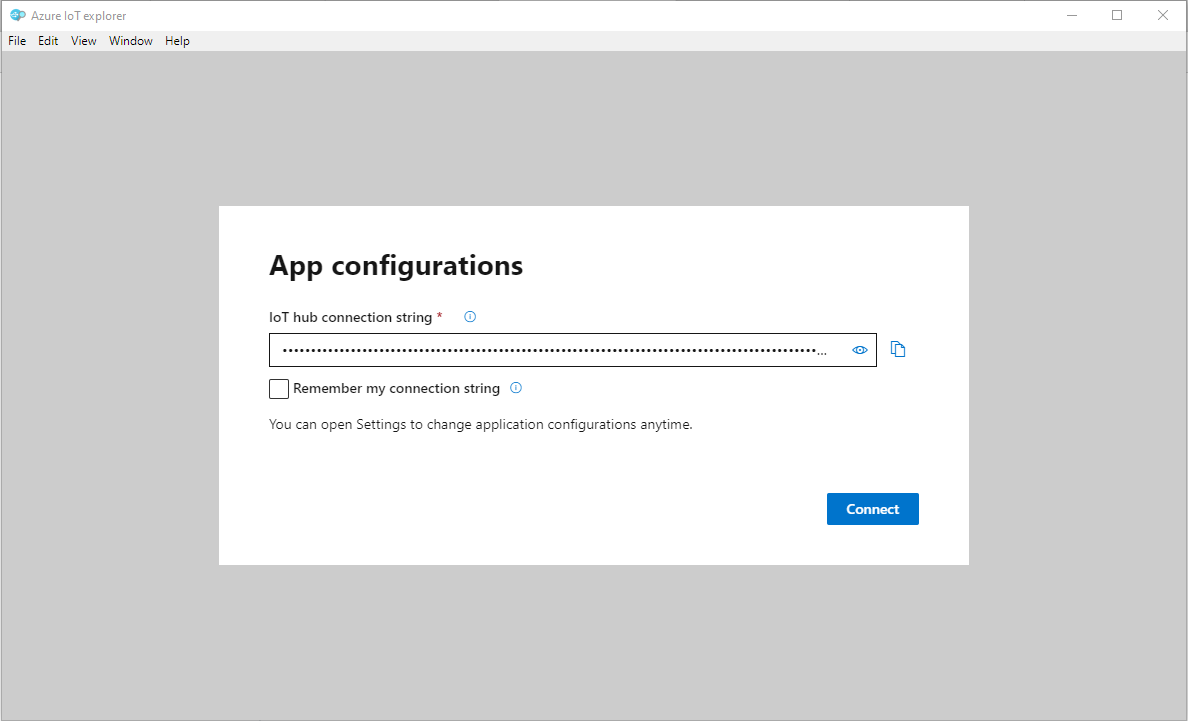 Azure IoT explorer
File Edit View Window Help
App configurations
IoT hub connection string *
••••••••••••••••••••••••••••••••••••••••••••••••••••••••••••••••••••••••••••••••••••••••••••••...
Remember my connection string
You can open Settings to change application configurations anytime.
Connect